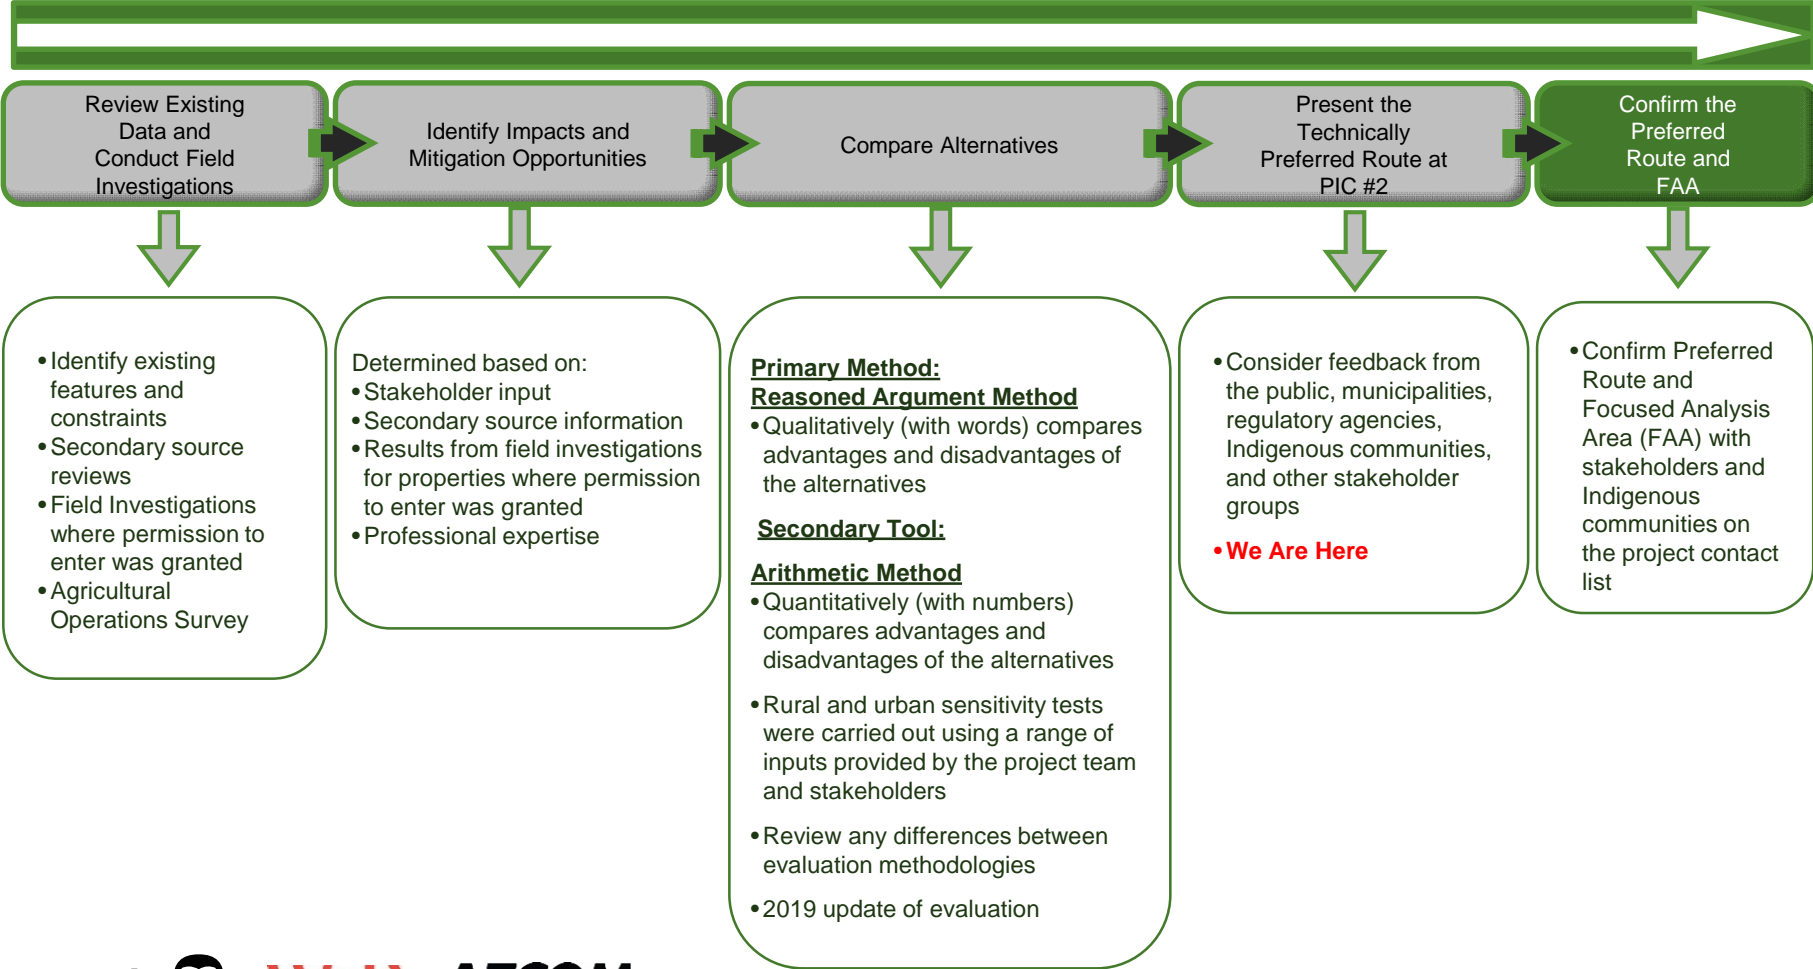 Review Existing
Data and
Conduct Field
Investigations
Identify Impacts and
Mitigation Opportunities
Compare Alternatives
Present the
Technically
Preferred Route at
PIC #2
Confirm the
Preferred
Route and
FAA
•Identify existing
features and
constraints
•Secondary source
reviews
•Field Investigations
where permission to
enter was granted
•Agricultural
Operations Survey
Determined based on:
•Stakeholder input
•Secondary source information
•Results from field investigations
for properties where permission
to enter was granted
•Professional expertise
Primary Method:
Reasoned Argument Method
•Qualitatively (with words) compares
advantages and disadvantages of
the alternatives
Secondary Tool:
Arithmetic Method
•Quantitatively (with numbers)
compares advantages and
disadvantages of the alternatives
•Rural and urban sensitivity tests
were carried out using a range of
inputs provided by the project team
and stakeholders
•Review any differences between
evaluation methodologies
•2019 update of evaluation
•Consider feedback from
the public, municipalities,
regulatory agencies,
Indigenous communities,
and other stakeholder
groups
•We Are Here
•Confirm Preferred
Route and
Focused Analysis
Area (FAA) with
stakeholders and
Indigenous
communities on
the project contact
list
AECOM